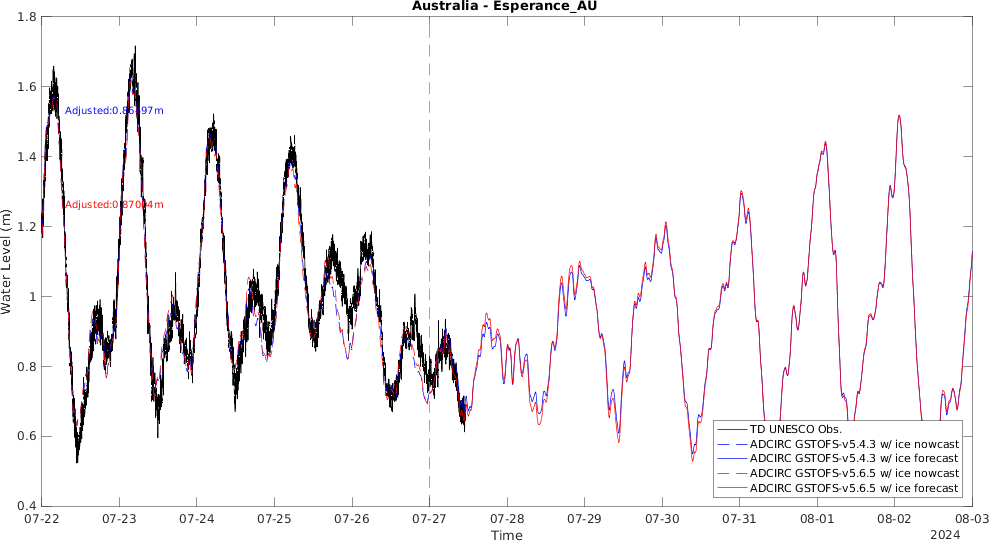 Australia - Esperance_AU
1.8
1.6
1.4
1.2
1
0.8
0.6
0.4
Water Level (m)
Adjusted:0.86497m
Adjusted:0.87004m
TD UNESCO Obs.
ADCIRC GSTOFS-v5.4.3 w/ ice nowcast
ADCIRC GSTOFS-v5.4.3 w/ ice forecast
ADCIRC GSTOFS-v5.6.5 w/ ice nowcast
ADCIRC GSTOFS-v5.6.5 w/ ice forecast
07-22 07-23 07-24 07-25 07-26 07-27 07-28 07-29 07-30 07-31 08-01 08-02 08-03
Time
2024